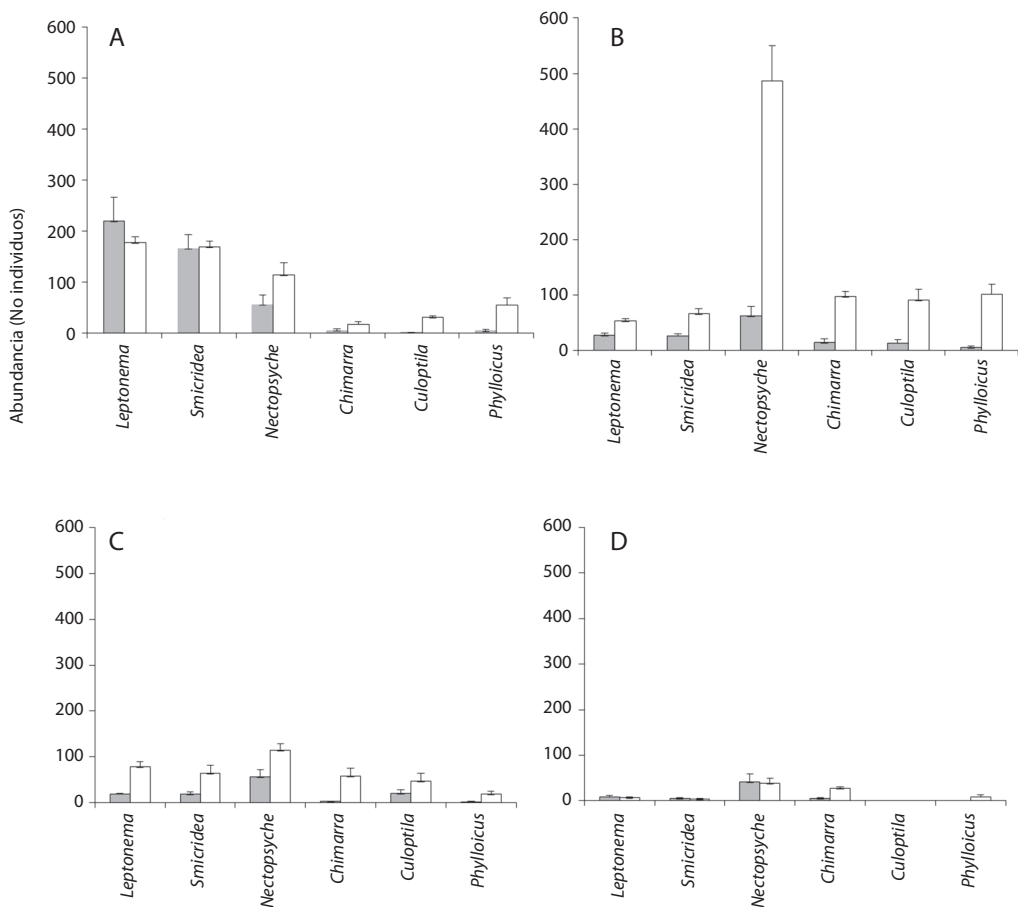 A
600
500
400
300
200
100
0
Abundancia (No individuos)
Leptonema
Smicridea
Nectopsyche
Chimarra
Culoptila
Phylloicus
B
600
500
400
300
200
100
0
Leptonema
Smicridea
Nectopsyche
Chimarra
Culoptila
Phylloicus
C
600
500
400
300
200
100
0
Leptonema
Smicridea
Nectopsyche
Chimarra
Culoptila
Phylloicus
D
600
500
400
300
200
100
0
Leptonema
Smicridea
Nectopsyche
Chimarra
Culoptila
Phylloicus